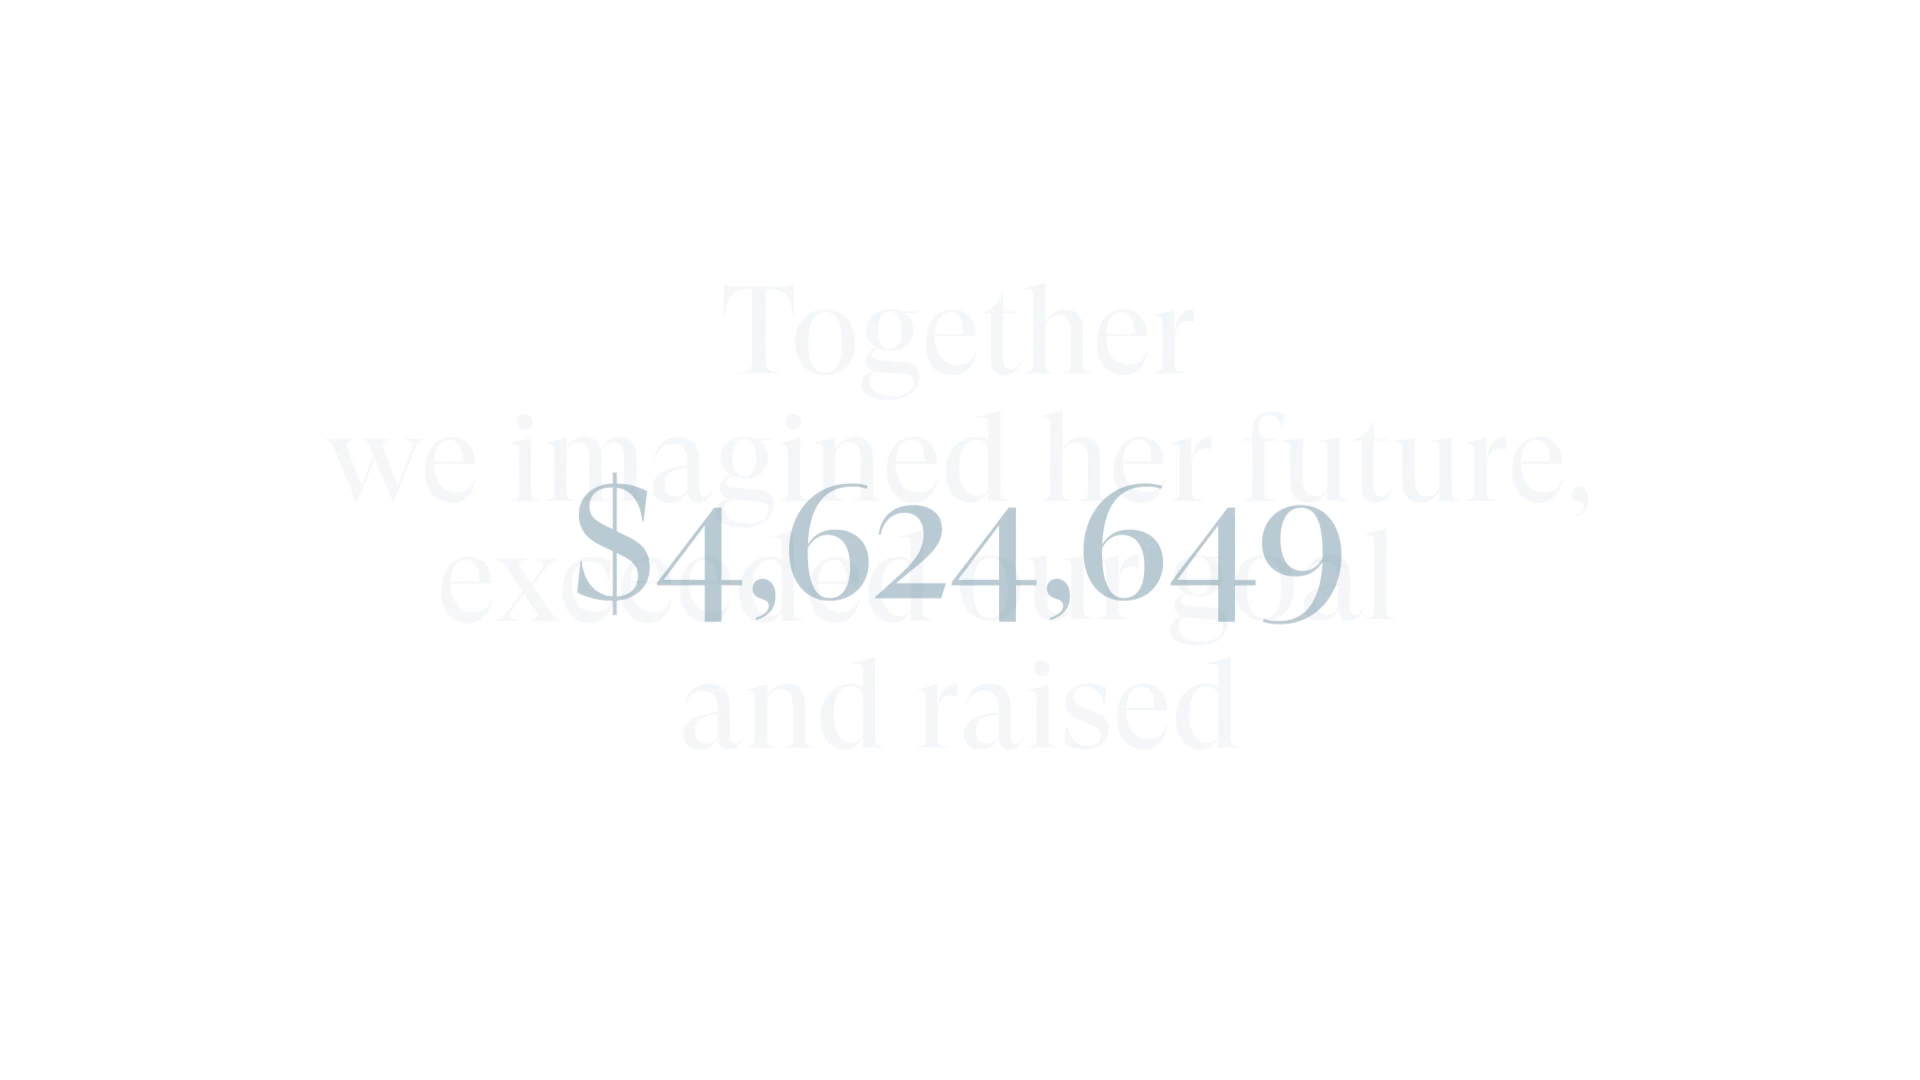 Together
we imagined her future,
exceeded our goal
and raised
$4,624,649